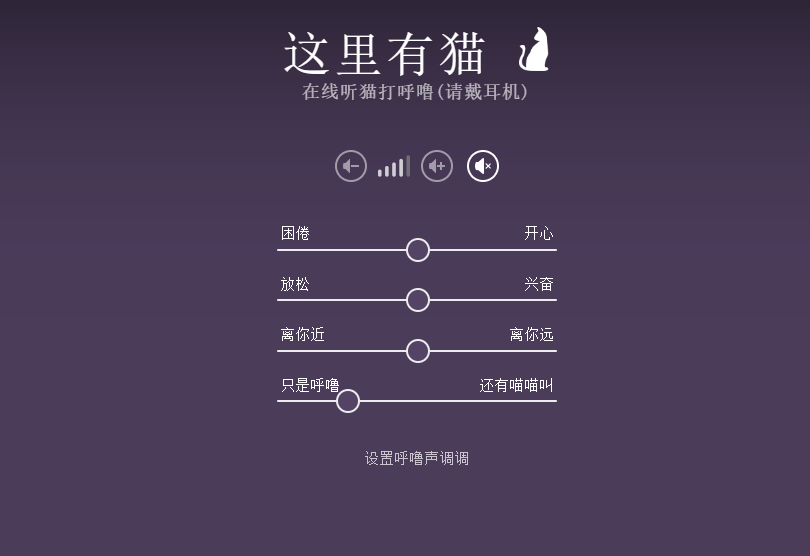 这里有猫
在线听猫打呼噜(请戴耳机)
困倦 开心
放松 兴奋
离你近 离你远
只是呼噜 还有喵喵叫
设置呼噜声调调